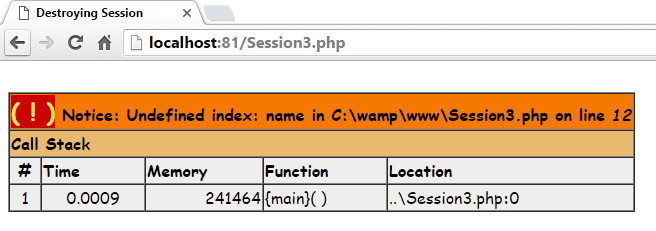 Destroying Session
localhost:81/Session3.php
( ! ) Notice: Undefined index: name in C:\wamp\www\Session3.php on line 12
Call Stack
# Time Memory Function Location
1 0.0009 241464 {main}( ) ..\Session3.php:0